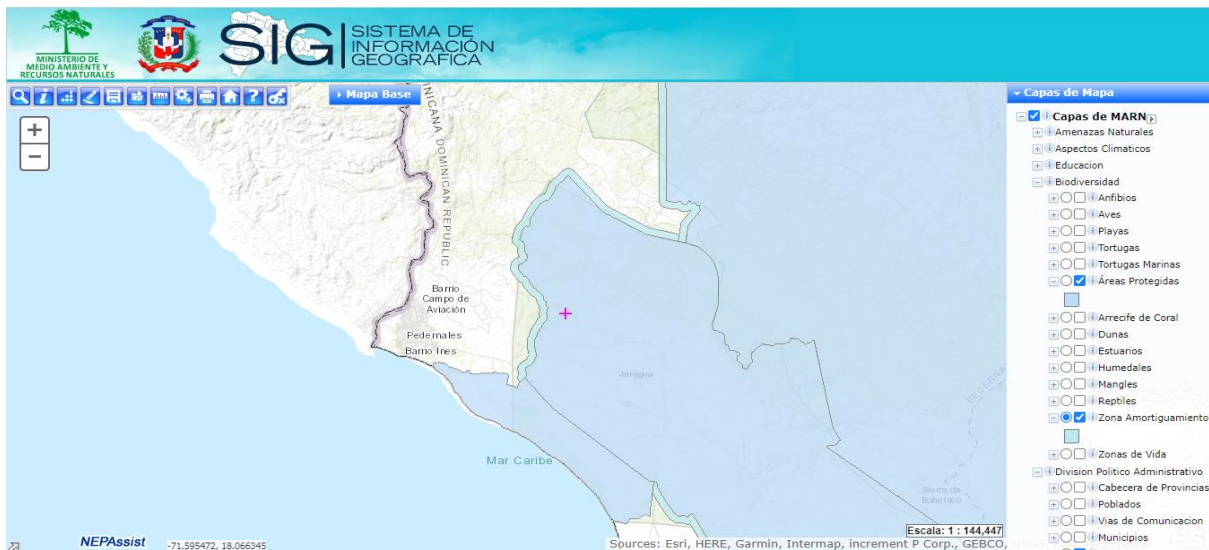 MINISTERIO DE
MEDIO AMBIENTE Y
RECURSOS NATURALES
SIG
SISTEMA DE
INFORMACIÓN
GEOGRAFICA
Mapa Base
Capas de Mapa
+
−
Capas de MARN
Amenazas Naturales
Aspectos Climaticos
Educacion
Biodiversidad
Anfibios
Aves
Playas
Tortugas
Tortugas Marinas
Áreas Protegidas
Arrecife de Coral
Dunas
Estuarios
Humedales
Mangles
Reptiles
Zona Amortiguamiento
Zonas de Vida
Division Politico Administrativo
Cabecera de Provincias
Poblados
Vias de Comunicacion
Municipios
DOMINICAN REPUBLIC
Barrio
Campo de
Aviación
Pedernales
Barrio Ines
Jaragua
Mar Caribe
Sierra de
Bahoruco
Escala: 1 : 144,447
NEPAssist
-71.595472, 18.066345
Sources: Esri, HERE, Garmin, Intermap, increment P Corp., GEBCO,